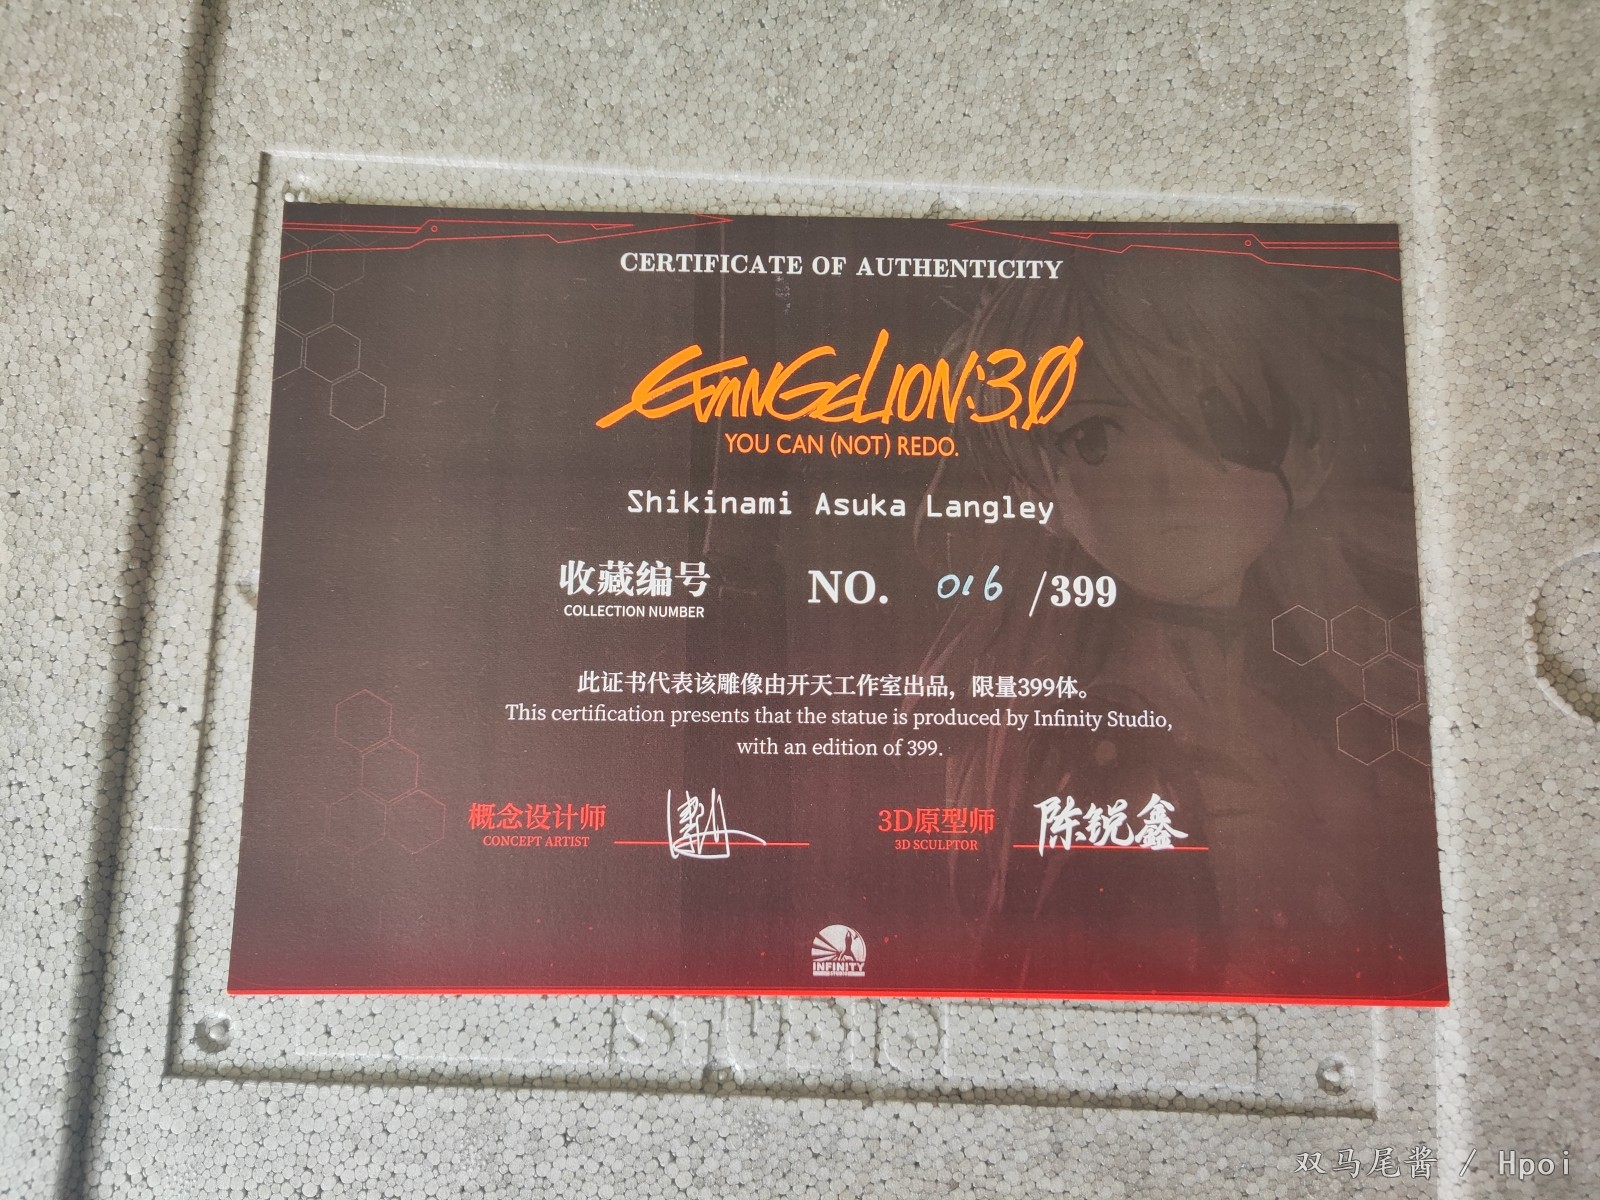 CERTIFICATE OF AUTHENTICITY
EVANGELION:3.0
YOU CAN (NOT) REDO.
Shikinami Asuka Langley
收藏编号 NO. 016 /399
COLLECTION NUMBER
此证书代表该雕像由开天工作室出品，限量399体。
This certification presents that the statue is produced by Infinity Studio,
with an edition of 399.
概念设计师 3D原型师 陈锐鑫
CONCEPT ARTIST 3D SCULPTOR
INFINITY
STUDIO
STUDIO
双马尾酱 / Hpoi